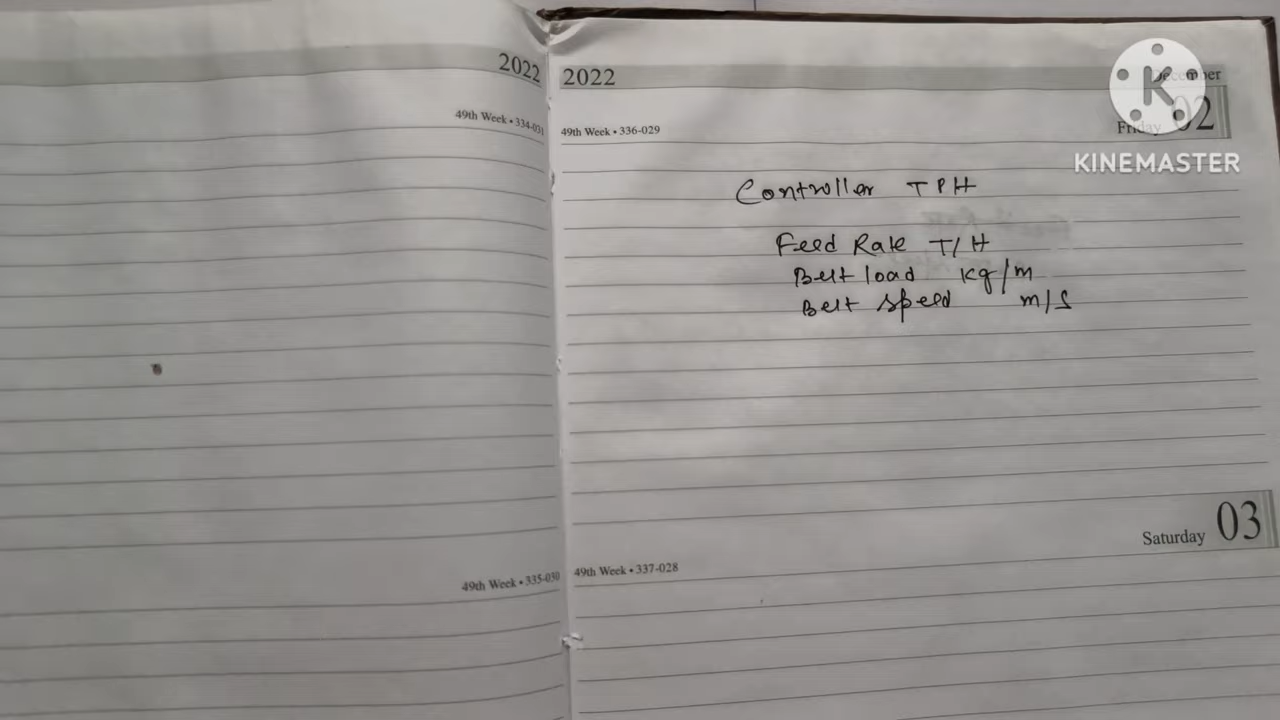 2022
49th Week • 334-031
49th Week • 335-030
2022
December
Friday 02
49th Week • 336-029
K
KINEMASTER
Controller TPH
Feed Rate T/H
Belt load kg/m
Belt speed m/s
Saturday 03
49th Week • 337-028